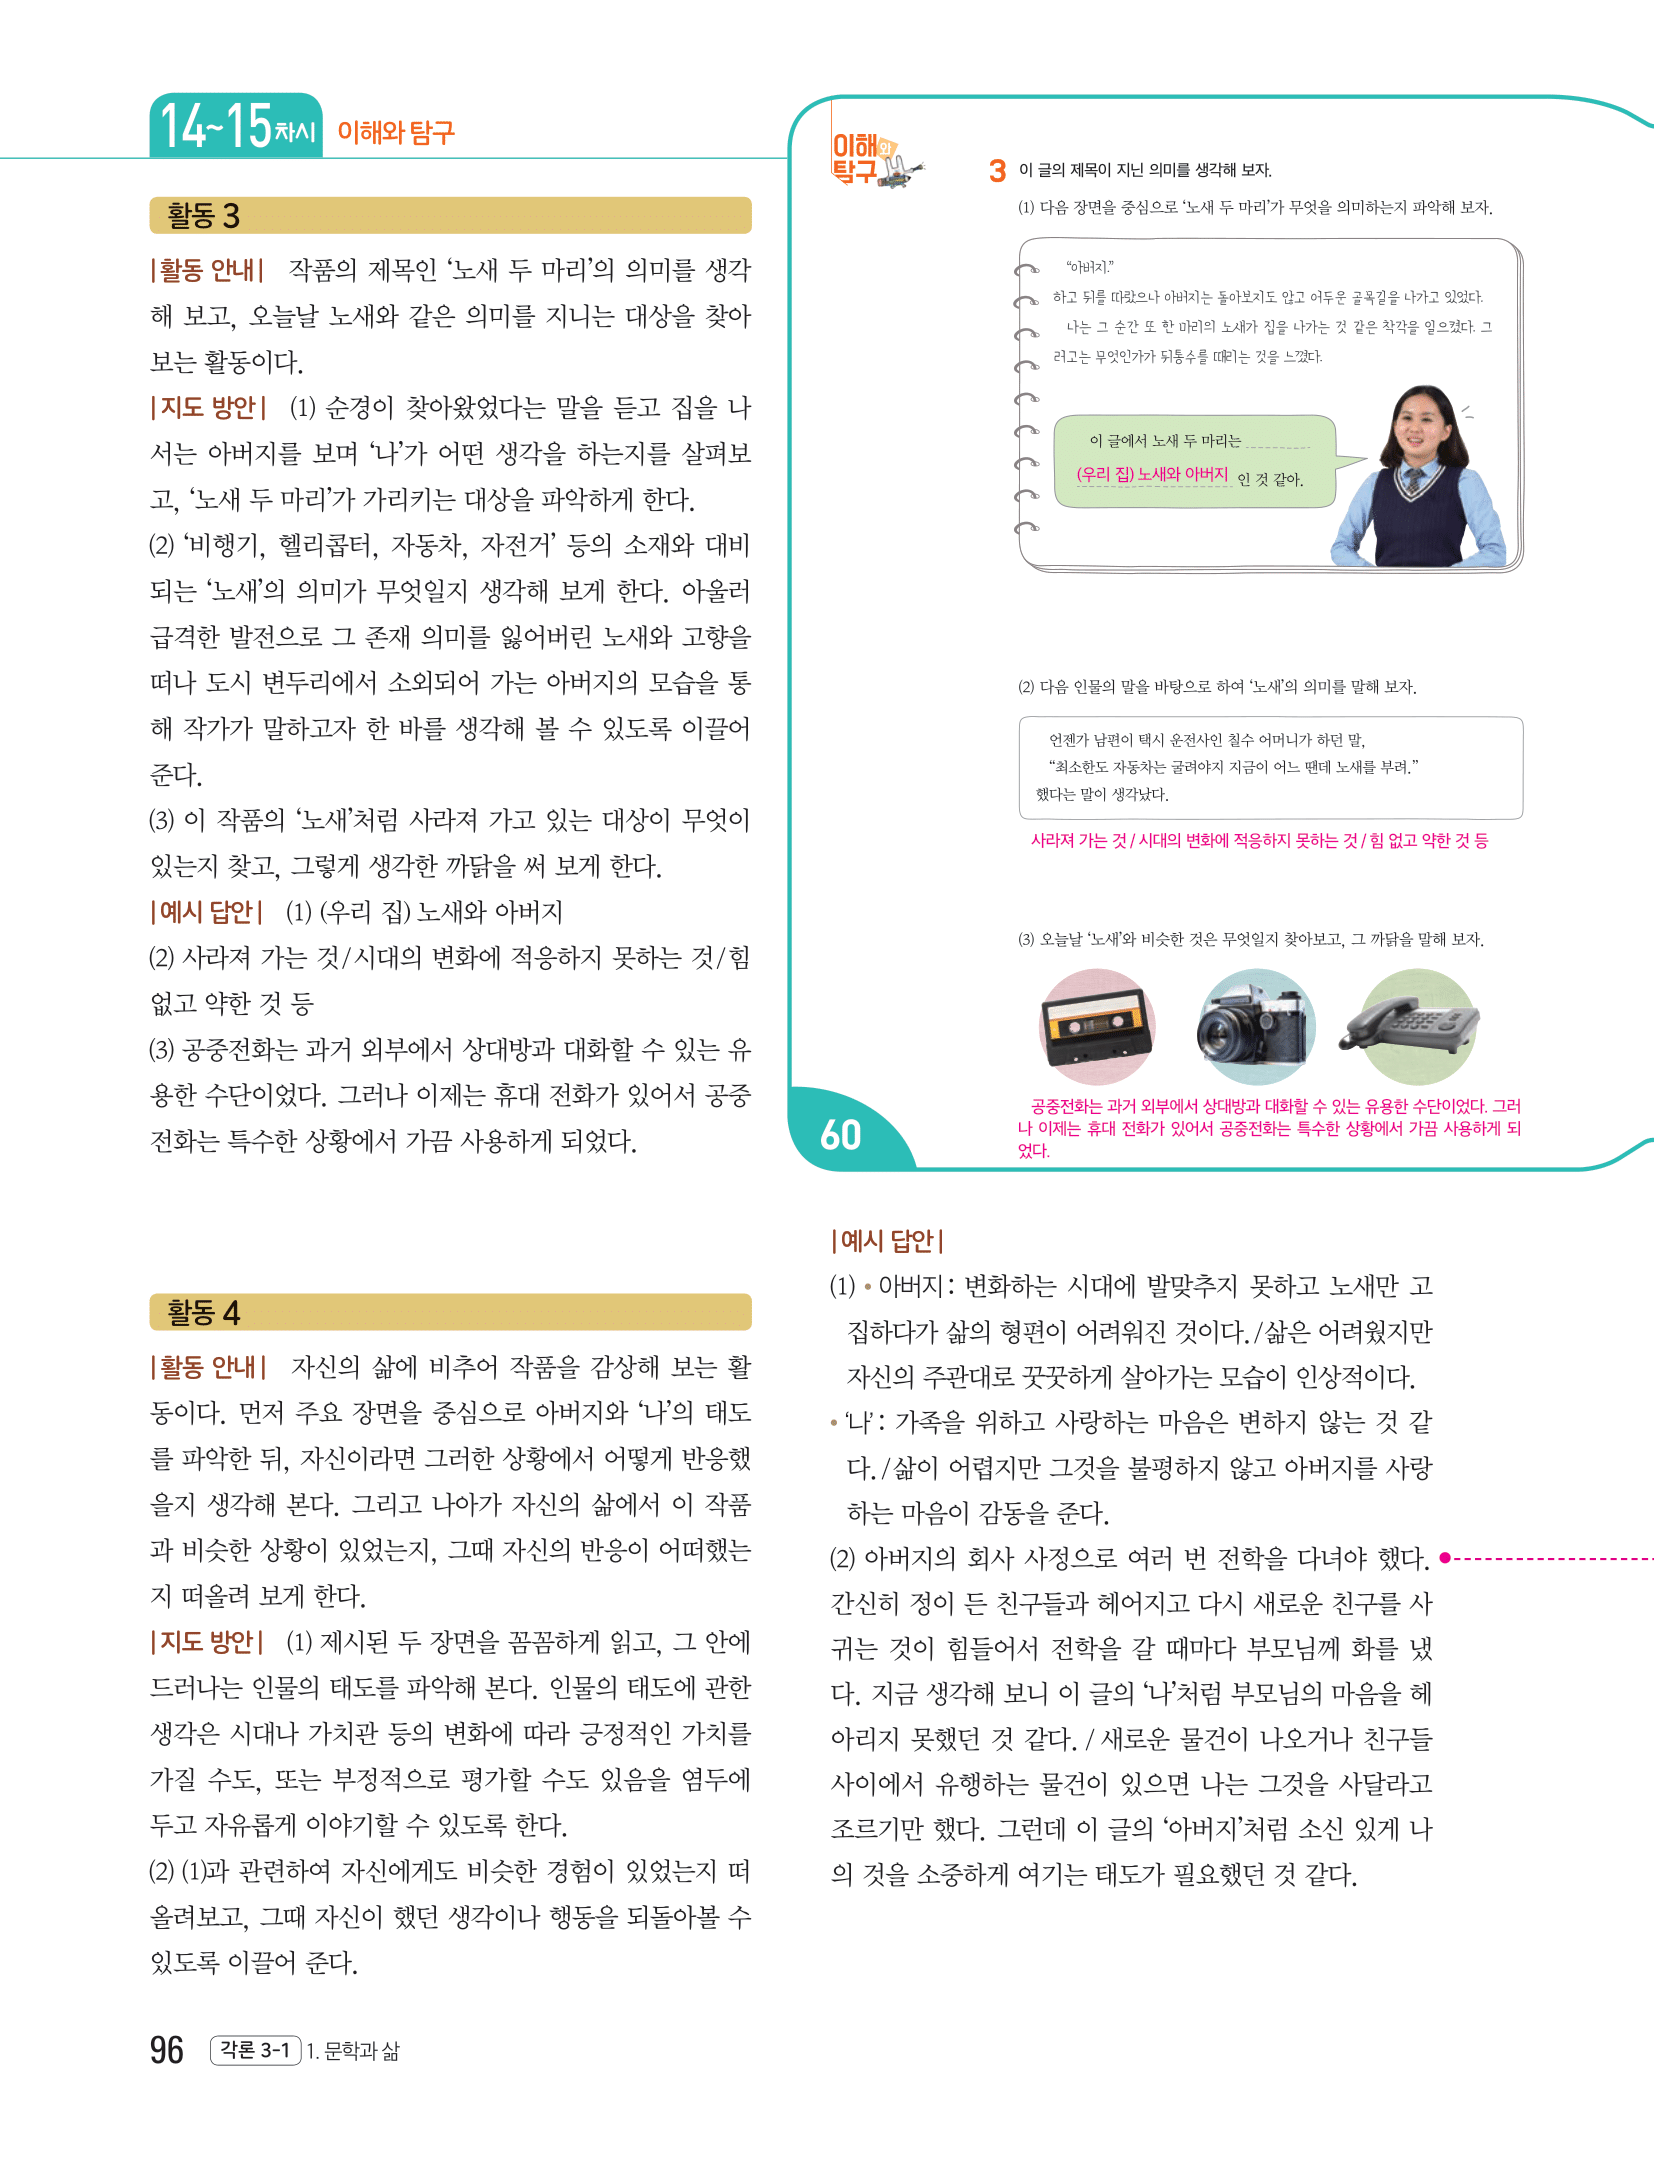 14~15차시 이해와 탐구
활동 3
|활동 안내| 작품의 제목인 ‘노새 두 마리’의 의미를 생각
해 보고, 오늘날 노새와 같은 의미를 지니는 대상을 찾아
보는 활동이다.
|지도 방안| (1) 순경이 찾아왔었다는 말을 듣고 집을 나
서는 아버지를 보며 ‘나’가 어떤 생각을 하는지를 살펴보
고, ‘노새 두 마리’가 가리키는 대상을 파악하게 한다.
(2) ‘비행기, 헬리콥터, 자동차, 자전거’ 등의 소재와 대비
되는 ‘노새’의 의미가 무엇일지 생각해 보게 한다. 아울러
급격한 발전으로 그 존재 의미를 잃어버린 노새와 고향을
떠나 도시 변두리에서 소외되어 가는 아버지의 모습을 통
해 작가가 말하고자 한 바를 생각해 볼 수 있도록 이끌어
준다.
(3) 이 작품의 ‘노새’처럼 사라져 가고 있는 대상이 무엇이
있는지 찾고, 그렇게 생각한 까닭을 써 보게 한다.
|예시 답안| (1) (우리 집) 노새와 아버지
(2) 사라져 가는 것/시대의 변화에 적응하지 못하는 것/힘
없고 약한 것 등
(3) 공중전화는 과거 외부에서 상대방과 대화할 수 있는 유
용한 수단이었다. 그러나 이제는 휴대 전화가 있어서 공중
전화는 특수한 상황에서 가끔 사용하게 되었다.
이해와
탐구
3 이 글의 제목이 지닌 의미를 생각해 보자.
(1) 다음 장면을 중심으로 ‘노새 두 마리’가 무엇을 의미하는지 파악해 보자.
“아버지.”
하고 뒤를 따랐으나 아버지는 돌아보지도 않고 어두운 골목길을 나가고 있었다.
나는 그 순간 또 한 마리의 노새가 집을 나가는 것 같은 착각을 일으켰다. 그
러고는 무엇인가가 뒤통수를 때리는 것을 느꼈다.
이 글에서 노새 두 마리는
(우리 집) 노새와 아버지 인 것 같아.
(2) 다음 인물의 말을 바탕으로 하여 ‘노새’의 의미를 말해 보자.
언젠가 남편이 택시 운전사인 칠수 어머니가 하던 말,
“최소한도 자동차는 굴려야지 지금이 어느 땐데 노새를 부려.”
했다는 말이 생각났다.
사라져 가는 것 / 시대의 변화에 적응하지 못하는 것 / 힘 없고 약한 것 등
(3) 오늘날 ‘노새’와 비슷한 것은 무엇일지 찾아보고, 그 까닭을 말해 보자.
공중전화는 과거 외부에서 상대방과 대화할 수 있는 유용한 수단이었다. 그러
나 이제는 휴대 전화가 있어서 공중전화는 특수한 상황에서 가끔 사용하게 되
었다.
60
활동 4
|활동 안내| 자신의 삶에 비추어 작품을 감상해 보는 활
동이다. 먼저 주요 장면을 중심으로 아버지와 ‘나’의 태도
를 파악한 뒤, 자신이라면 그러한 상황에서 어떻게 반응했
을지 생각해 본다. 그리고 나아가 자신의 삶에서 이 작품
과 비슷한 상황이 있었는지, 그때 자신의 반응이 어떠했는
지 떠올려 보게 한다.
|지도 방안| (1) 제시된 두 장면을 꼼꼼하게 읽고, 그 안에
드러나는 인물의 태도를 파악해 본다. 인물의 태도에 관한
생각은 시대나 가치관 등의 변화에 따라 긍정적인 가치를
가질 수도, 또는 부정적으로 평가할 수도 있음을 염두에
두고 자유롭게 이야기할 수 있도록 한다.
(2) (1)과 관련하여 자신에게도 비슷한 경험이 있었는지 떠
올려보고, 그때 자신이 했던 생각이나 행동을 되돌아볼 수
있도록 이끌어 준다.
|예시 답안|
(1) • 아버지: 변화하는 시대에 발맞추지 못하고 노새만 고
집하다가 삶의 형편이 어려워진 것이다./삶은 어려웠지만
자신의 주관대로 꿋꿋하게 살아가는 모습이 인상적이다.
• ‘나’: 가족을 위하고 사랑하는 마음은 변하지 않는 것 같
다./삶이 어렵지만 그것을 불평하지 않고 아버지를 사랑
하는 마음이 감동을 준다.
(2) 아버지의 회사 사정으로 여러 번 전학을 다녀야 했다.
간신히 정이 든 친구들과 헤어지고 다시 새로운 친구를 사
귀는 것이 힘들어서 전학을 갈 때마다 부모님께 화를 냈
다. 지금 생각해 보니 이 글의 ‘나’처럼 부모님의 마음을 헤
아리지 못했던 것 같다. / 새로운 물건이 나오거나 친구들
사이에서 유행하는 물건이 있으면 나는 그것을 사달라고
조르기만 했다. 그런데 이 글의 ‘아버지’처럼 소신 있게 나
의 것을 소중하게 여기는 태도가 필요했던 것 같다.
96 각론 3-1 1. 문학과 삶